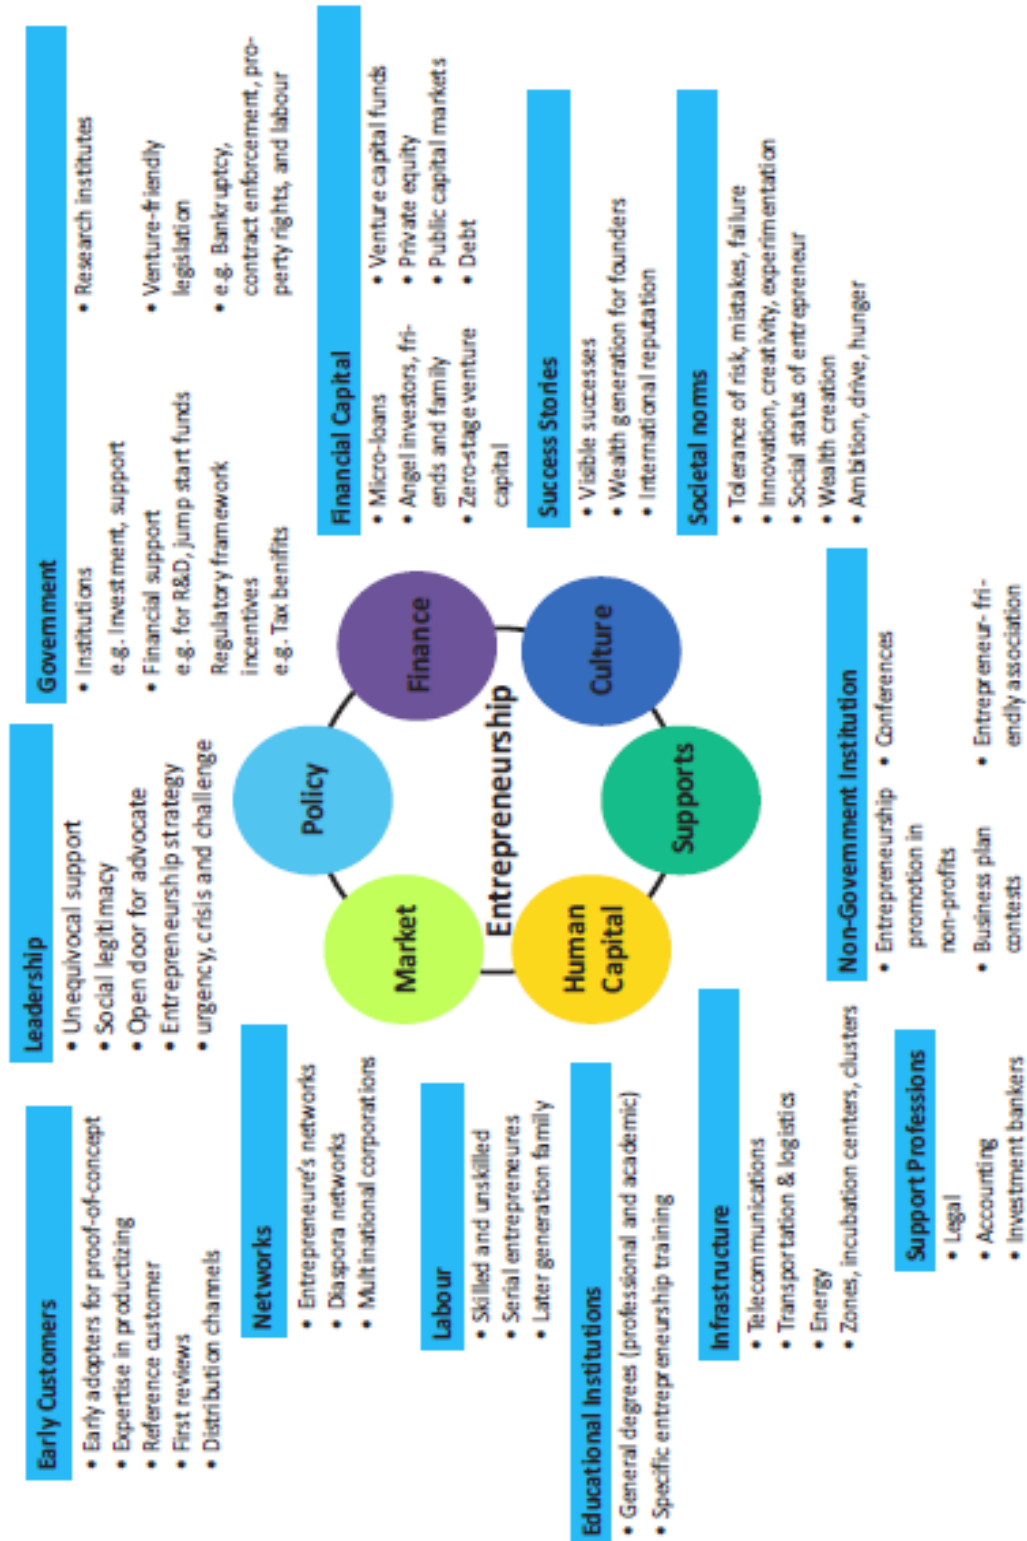 Early Customers
• Early adopters for proof-of-concept
• Expertise in productizing
• Reference customer
• First reviews
• Distribution channels
Leadership
• Unequivocal support
• Social legitimacy
• Open door for advocate
• Entrepreneurship strategy
• urgency, crisis and challenge
Government
• Institutions
e.g. Investment, support
• Financial support
e.g. for R&D, jump start funds
Regulatory framework
incentives
e.g. Tax benifits
• Research institutes
• Venture-friendly
legislation
• e.g. Bankruptcy,
contract enforcement, pro-
perty rights, and labour
Networks
• Entrepreneure's networks
• Diaspora networks
• Multinational corporations
Labour
• Skilled and unskilled
• Serial entrepreneures
• Later generation family
Educational Institutions
• General degrees (professional and academic)
• Specific entrepreneurship training
Policy
Market
Finance
Entrepreneurship
Human
Capital
Culture
Supports
Financial Capital
• Micro-loans
• Angel investors, fri-
ends and family
• Zero-stage venture
capital
• Venture capital funds
• Private equity
• Public capital markets
• Debt
Success Stories
• Visible successes
• Wealth generation for founders
• International reputation
Societal norms
• Tolerance of risk, mistakes, failure
• Innovation, creativity, experimentation
• Social status of entrepreneur
• Wealth creation
• Ambition, drive, hunger
Infrastructure
• Telecommunications
• Transportation & logistics
• Energy
• Zones, incubation centers, clusters
Support Professions
• Legal
• Accounting
• Investment bankers
Non-Government Institution
• Entrepreneurship
promotion in
non-profits
• Business plan
contests
• Conferences
• Entrepreneur-fri-
endly association